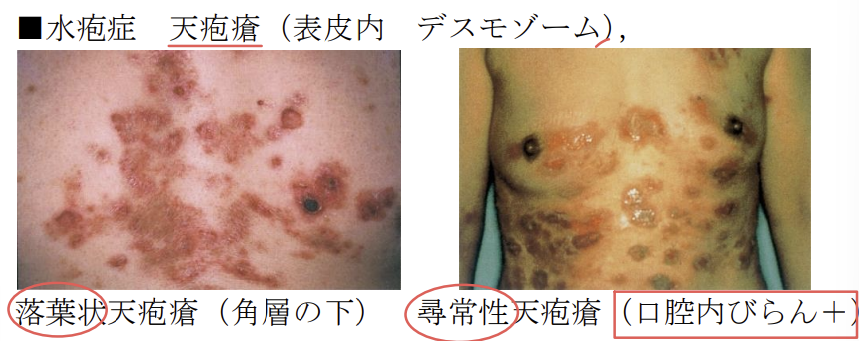 ■水疱症　天疱瘡（表皮内　デスモゾーム），
落葉状天疱瘡（角層の下）
尋常性天疱瘡（口腔内びらん＋）